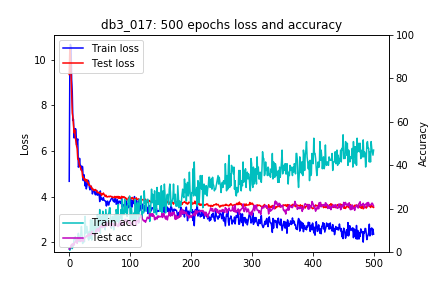 db3_017: 500 epochs loss and accuracy
Train loss
Test loss
Train acc
Test acc
Loss
Accuracy
10
8
6
4
2
100
80
60
40
20
0
0
100
200
300
400
500